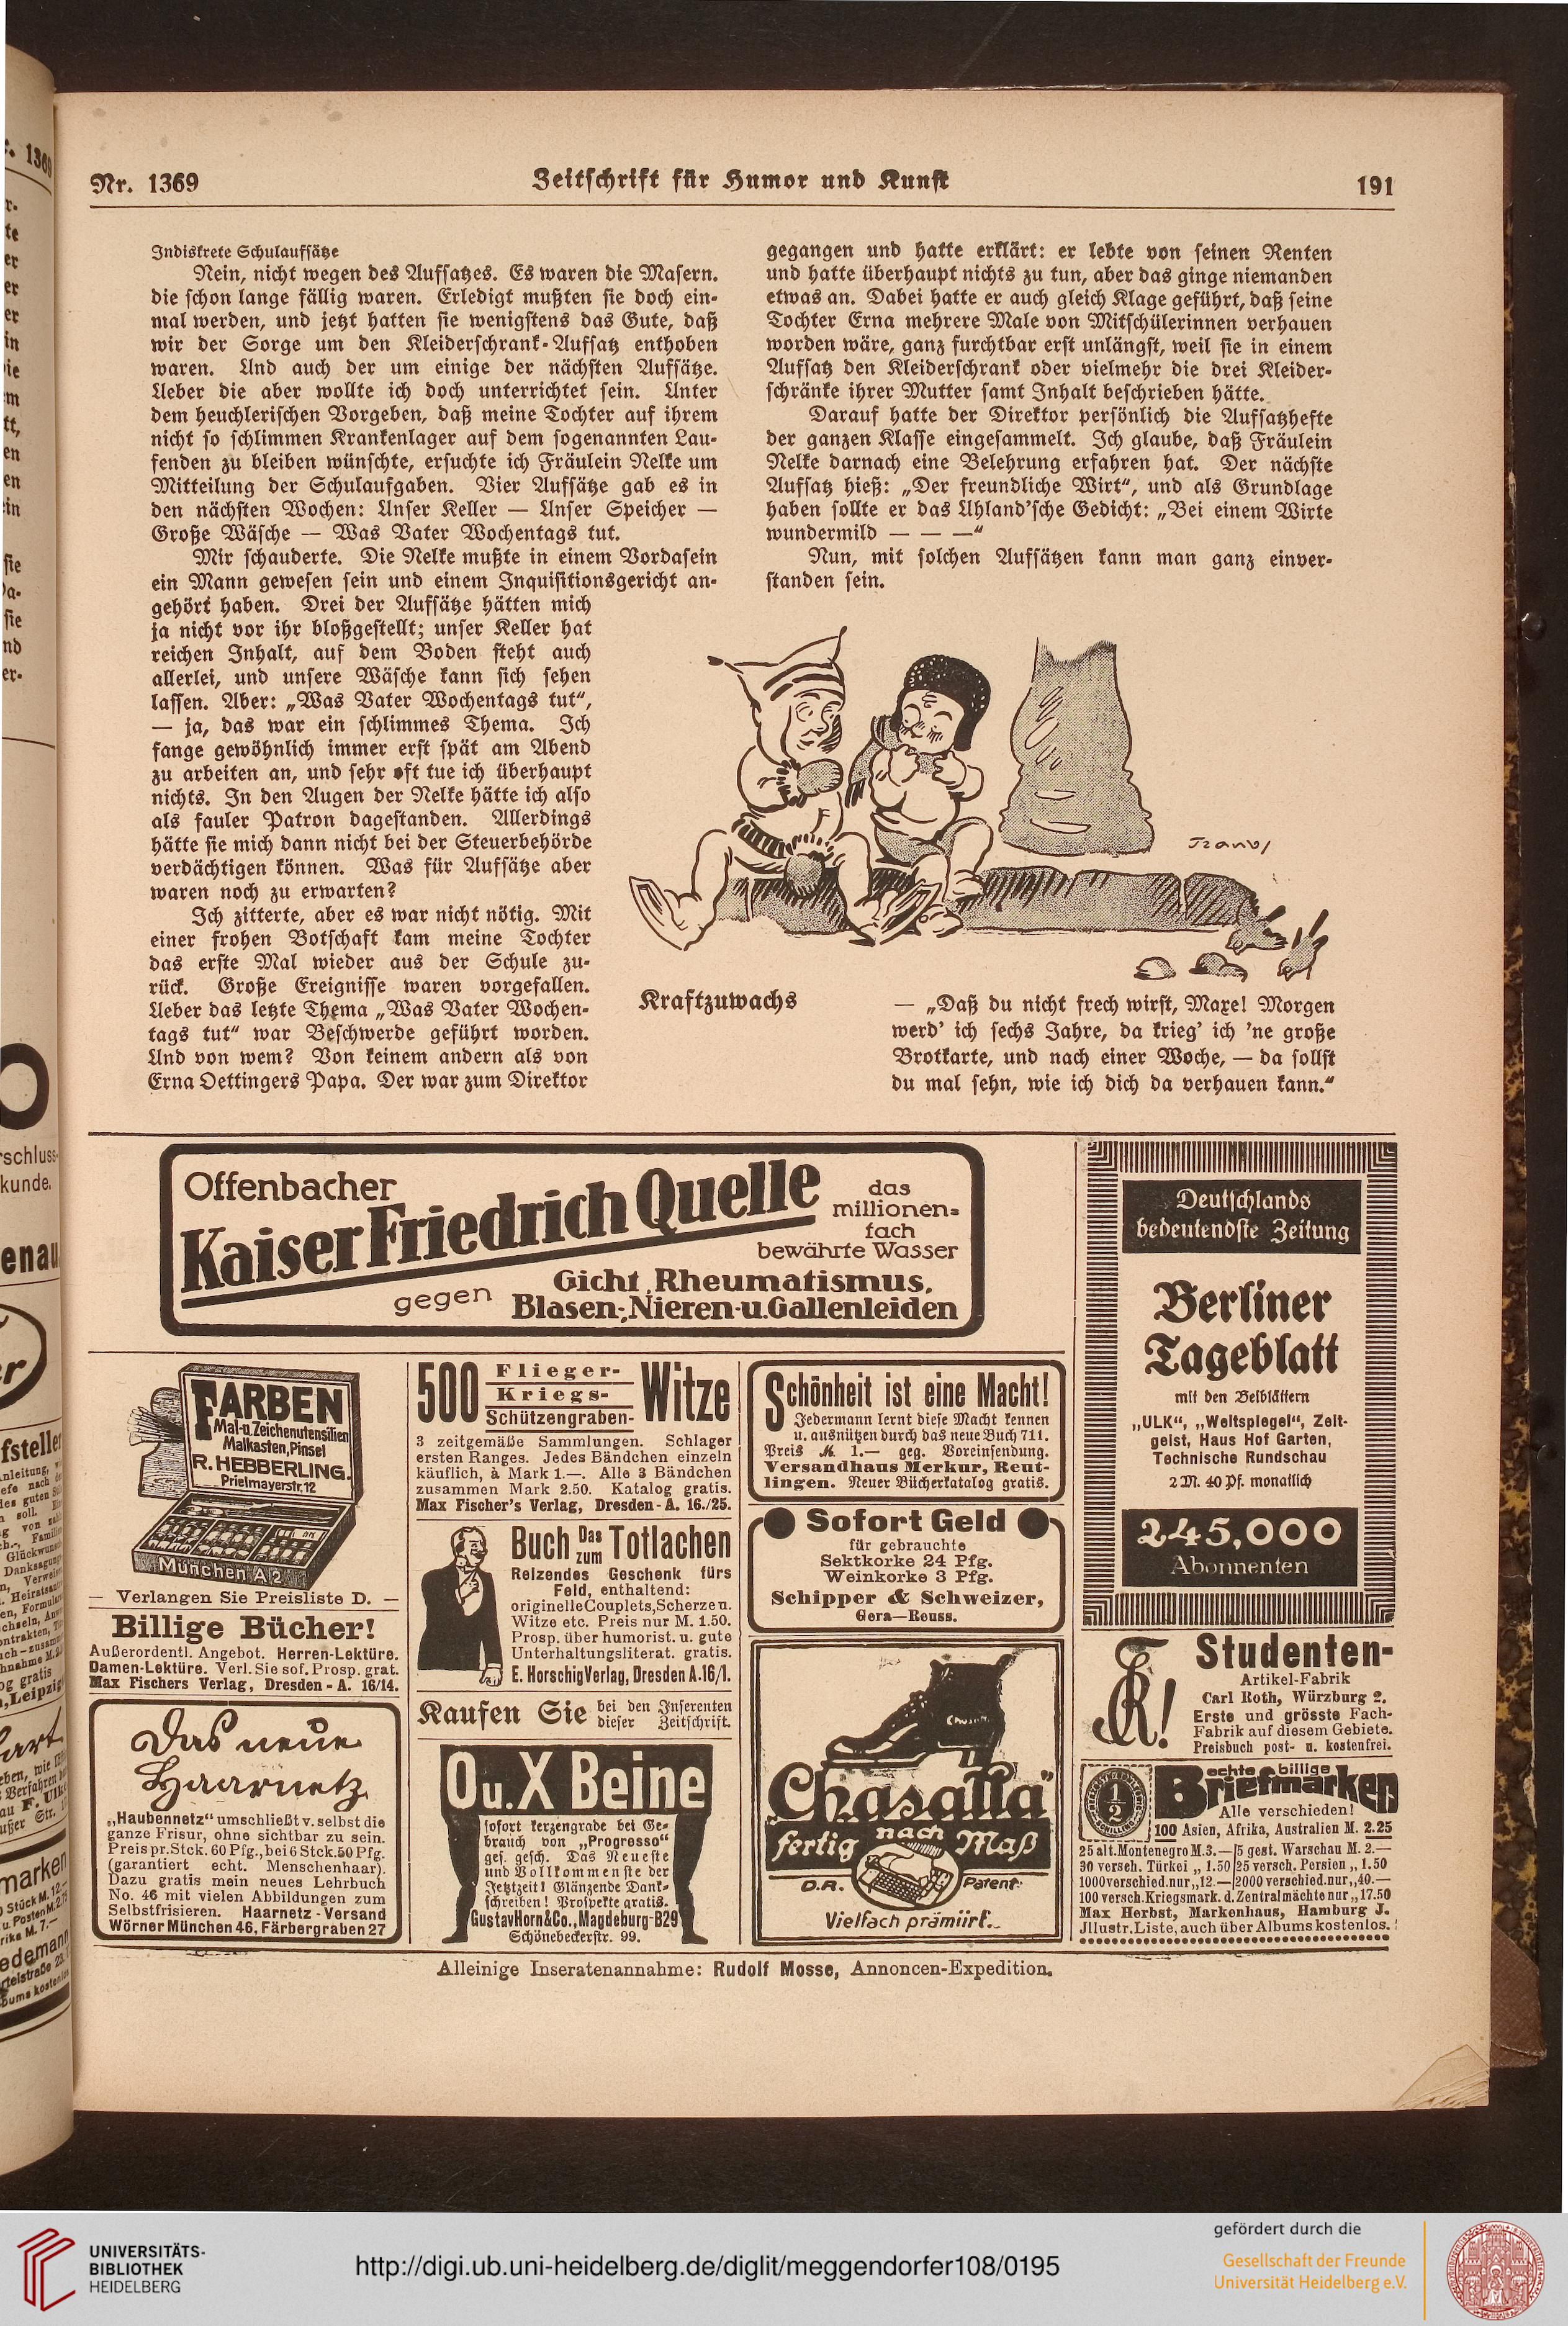 Nr. 1369
Zeitschrift für Humor und Kunst
191
Indiskrete Schulaufsätze
Nein, nicht wegen des Aufsatzes. Es waren die Masern.
die schon lange fällig waren. Erledigt mußten sie doch ein-
mal werden, und jetzt hatten sie wenigstens das Gute, daß
wir der Sorge um den Kleiderschrank-Aufsatz enthoben
waren. Und auch der um einige der nächsten Aufsätze.
Ueber die aber wollte ich doch unterrichtet sein. Unter
dem heuchlerischen Vorgeben, daß meine Tochter auf ihrem
nicht so schlimmen Krankenlager auf dem sogenannten Lau-
fenden zu bleiben wünschte, ersuchte ich Fräulein Nelke um
Mitteilung der Schulaufgaben. Vier Aufsätze gab es in
den nächsten Wochen: Unser Keller — Unser Speicher —
Große Wäsche — Was Vater Wochentags tut.
Mir schauderte. Die Nelke mußte in einem Vordasein
ein Mann gewesen sein und einem Inquisitionsgericht an-
gehört haben. Drei der Aufsätze hätten mich
ja nicht vor ihr bloßgestellt; unser Keller hat
reichen Inhalt, auf dem Boden steht auch
allerlei, und unsere Wäsche kann sich sehen
lassen. Aber: „Was Vater Wochentags tut“,
— ja, das war ein schlimmes Thema. Ich
fange gewöhnlich immer erst spät am Abend
zu arbeiten an, und sehr oft tue ich überhaupt
nichts. In den Augen der Nelke hätte ich also
als fauler Patron dagestanden. Allerdings
hätte sie mich dann nicht bei der Steuerbehörde
verdächtigen können. Was für Aufsätze aber
waren noch zu erwarten?
Ich zitterte, aber es war nicht nötig. Mit
einer frohen Botschaft kam meine Tochter
das erste Mal wieder aus der Schule zu-
rück. Große Ereignisse waren vorgefallen.
Ueber das letzte Thema „Was Vater Wochen-
tags tut“ war Beschwerde geführt worden.
Und von wem? Von keinem andern als von
Erna Oettingers Papa. Der war zum Direktor
gegangen und hatte erklärt: er lebte von seinen Renten
und hatte überhaupt nichts zu tun, aber das ginge niemanden
etwas an. Dabei hatte er auch gleich Klage geführt, daß seine
Tochter Erna mehrere Male von Mitschülerinnen verhauen
worden wäre, ganz furchtbar erst unlängst, weil sie in einem
Aufsatz den Kleiderschrank oder vielmehr die drei Kleider-
schränke ihrer Mutter samt Inhalt beschrieben hätte.
Darauf hatte der Direktor persönlich die Aufsatzhefte
der ganzen Klasse eingesammelt. Ich glaube, daß Fräulein
Nelke darnach eine Belehrung erfahren hat. Der nächste
Aufsatz hieß: „Der freundliche Wirt“, und als Grundlage
haben sollte er das Uhland'sche Gedicht: „Bei einem Wirte
wundermild — — —“
Nun, mit solchen Aufsätzen kann man ganz einver-
standen sein.
Kraftzuwachs
— „Daß du nicht frech wirst, Maxe! Morgen
werd' ich sechs Jahre, da krieg' ich 'ne große
Brotkarte, und nach einer Woche, — da sollst
du mal sehn, wie ich dich da verhauen kann.“
Offenbacher
Kaiser Friedrich Quelle
das
millionen=
fach
bewährte Wasser
gegen
Gicht, Rheumatismus,
Blasen-, Nieren-u. Gallenleiden
Deutschlands
bedeutendste Zeitung
Berliner
Tageblatt
mit den Beiblättern
„ULK“, „Weltspiegel“, Zeit-
geist, Haus Hof Garten,
Technische Rundschau
2 M. 40 Pf. monatlich
245,000
Abonnenten
FARBEN
Mal-u.Zeichenutensilien
Malkasten, Pinsel
R. HEBBERLING.
Prielmayerstr. 12
München A 2
— Verlangen Sie Preisliste D. —
Billige Bücher!
Außerordentl. Angebot. Herren-Lektüre.
Damen-Lektüre. Verl. Sie sof. Prosp. grat.
Max Fischers Verlag, Dresden-A. 16/14.
Das neue
Haarnetz
„Haubennetz“ umschließt v. selbst die
ganze Frisur, ohne sichtbar zu sein.
Preis pr. Stck. 60 Pfg., bei 6 Stck. 50 Pfg.
(garantiert echt. Menschenhaar).
Dazu gratis mein neues Lehrbuch
No. 46 mit vielen Abbildungen zum
Selbstfrisieren. Haarnetz-Versand
Wörner München 46, Färbergraben 27
500
Flieger-
Kriegs-
Schützengraben-
Witze
3 zeitgemäße Sammlungen. Schlager
ersten Ranges. Jedes Bändchen einzeln
käuflich, à Mark 1.—. Alle 3 Bändchen
zusammen Mark 2.50. Katalog gratis.
Max Fischer's Verlag, Dresden-A. 16./25.
Buch Das zum Totlachen
Reizendes Geschenk fürs
Feld, enthaltend:
originelle Couplets, Scherze u.
Witze etc. Preis nur M. 1.50.
Prosp. über humorist. u. gute
Unterhaltungsliterat. gratis.
E. Horschig Verlag, Dresden A. 16/1.
Kaufen Sie bei den Inserenten
dieser Zeitschrift.
O u. X Beine
sofort kerzengrade bei Ge-
brauch von „Progresso“
ges. gesch. Das Neueste
und Vollkommenste der
Jetztzeit! Glänzende Dank-
schreiben! Prospekte gratis.
Gustav Horn & Co., Magdeburg-B29
Schönebeckerstr. 99.
Schönheit ist eine Macht!
Jedermann lernt diese Macht kennen
u. ausnützen durch das neue Buch 711.
Preis M. 1.— geg. Voreinsendung.
Versandhaus Merkur, Reut-
lingen. Neuer Bücherkatalog gratis.
Sofort Geld
für gebrauchte
Sektkorke 24 Pfg.
Weinkorke 3 Pfg.
Schipper & Schweizer,
Gera—Reuss.
„Chasalla“
fertig nach Maß
D.R. Patent
Vielfach prämiirt.
Studenten-
Artikel-Fabrik
Carl Roth, Würzburg 2.
Erste und grösste Fach-
Fabrik auf diesem Gebiete.
Preisbuch post- u. kostenfrei.
echte billige
Briefmarken
Alle verschieden!
100 Asien, Afrika, Australien M. 2.25
25 alt. Montenegro M. 3.— | 5 gest. Warschau M. 2.—
30 versch. Türkei „ 1.50 | 25 versch. Persien „ 1.50
1000 verschied. nur „ 12.— | 2000 verschied. nur „ 40.—
100 versch. Kriegsmark. d. Zentralmächte nur „ 17.50
Max Herbst, Markenhaus, Hamburg J.
Jllustr. Liste, auch über Albums kostenlos.
Alleinige Inseratenannahme: Rudolf Mosse, Annoncen-Expedition.
UNIVERSITÄTS-
BIBLIOTHEK
HEIDELBERG
http://digi.ub.uni-heidelberg.de/diglit/meggendorfer108/0195
gefördert durch die
Gesellschaft der Freunde
Universität Heidelberg e.V.